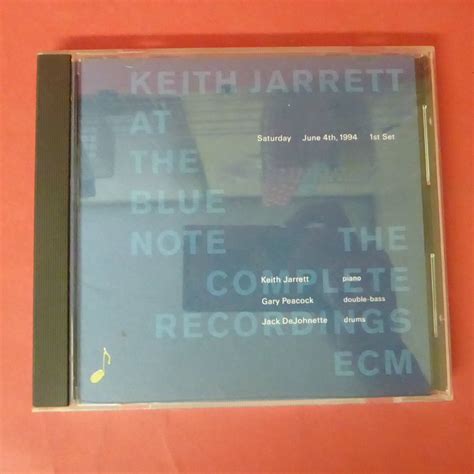 KEITH JARRETT
AT
Saturday June 4th, 1994 1st Set
THE
BLUE
NOTE THE
COMPLETE
RECORDINGS
ECM
Keith Jarrett piano
Gary Peacock double-bass
Jack DeJohnette drums